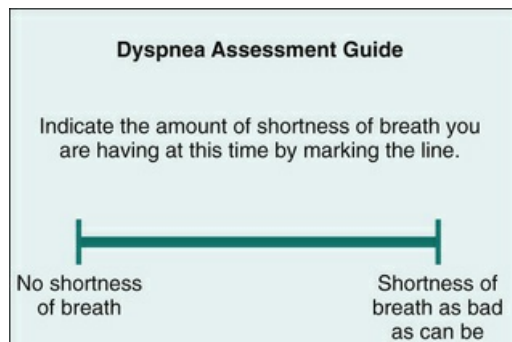 Dyspnea Assessment Guide
Indicate the amount of shortness of breath you
are having at this time by marking the line.
No shortness
of breath
Shortness of
breath as bad
as can be